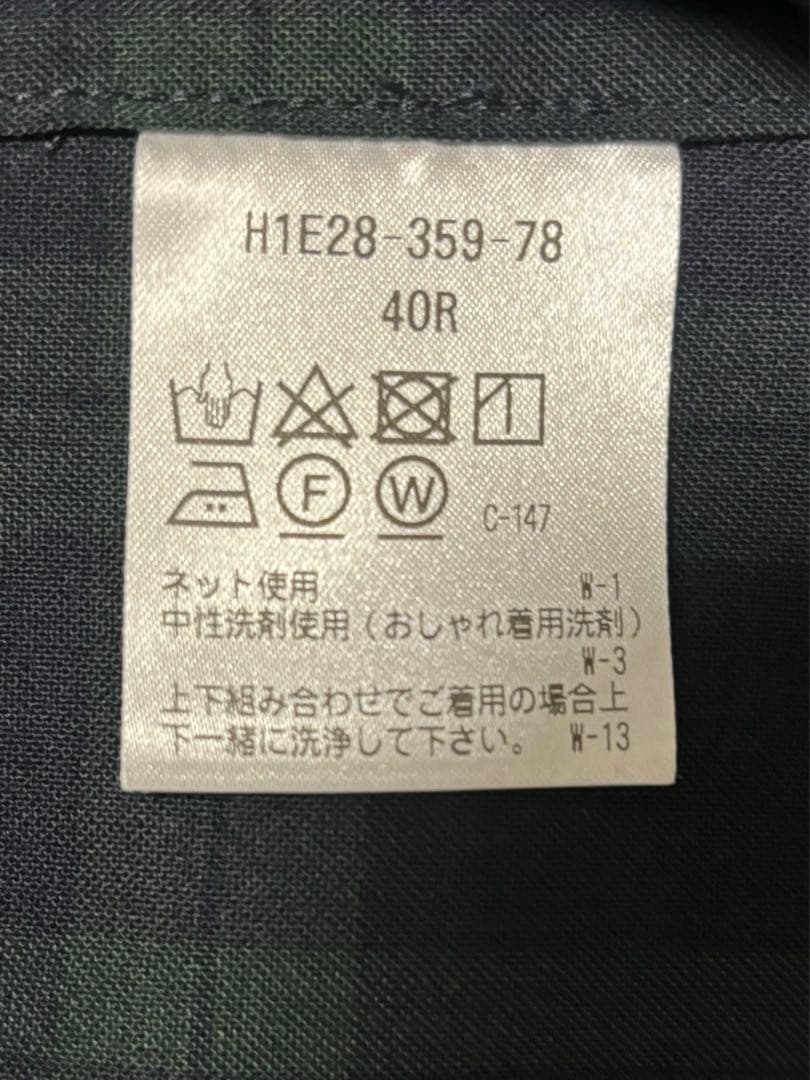 H1E28-359-78
40R
F W C-147
ネット使用 W-1
中性洗剤使用(おしゃれ着用洗剤)
W-3
上下組み合わせでご着用の場合上
下一緒に洗浄して下さい。 W-13